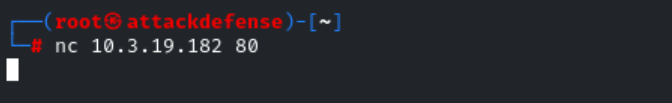 ┌──(root㉿attackdefense)-[~]
└─# nc 10.3.19.182 80